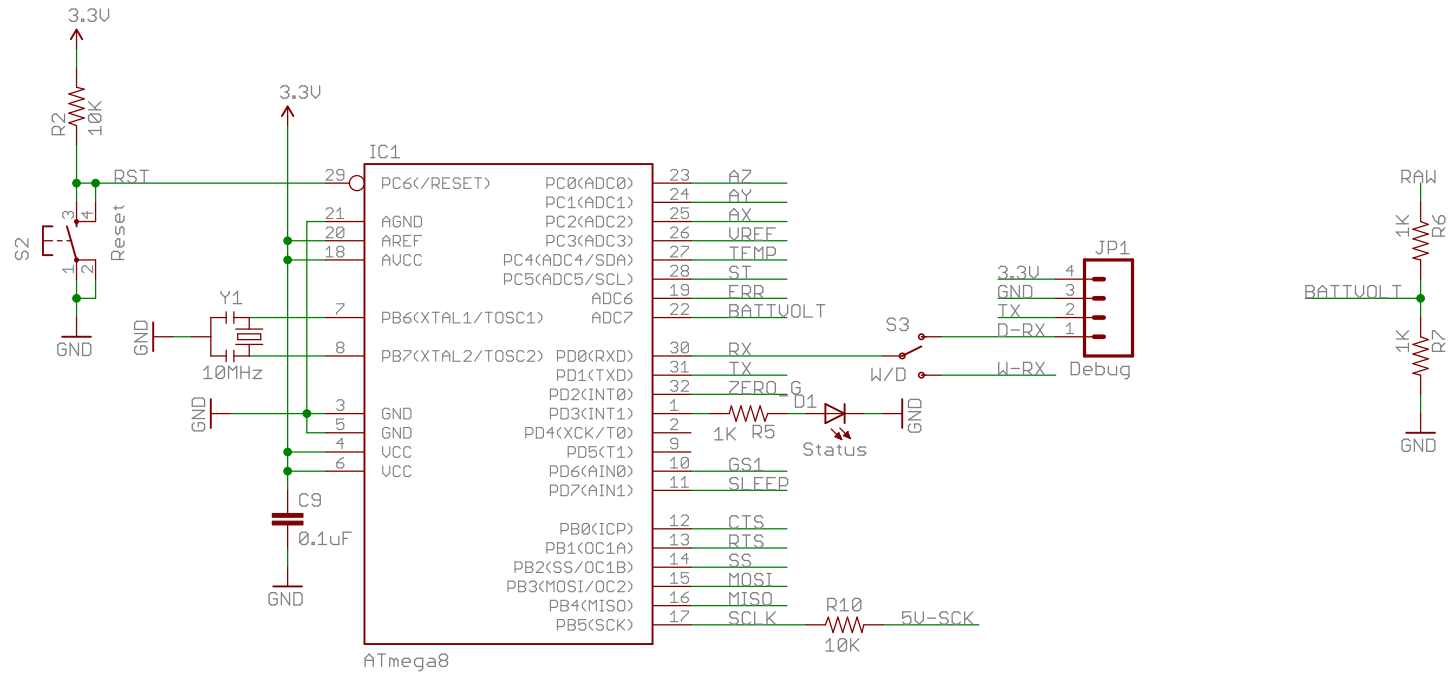 3.3V
R2
10K
RST
S2
3
4
1
2
Reset
GND
3.3V
GND
Y1
10MHz
GND
C9
0.1uF
GND
IC1
29 PC6(/RESET)
21 AGND
20 AREF
18 AVCC
7 PB6(XTAL1/TOSC1)
8 PB7(XTAL2/TOSC2)
3 GND
5 GND
4 VCC
6 VCC
PC0(ADC0) 23 AZ
PC1(ADC1) 24 AY
PC2(ADC2) 25 AX
PC3(ADC3) 26 VREF
PC4(ADC4/SDA) 27 TEMP
PC5(ADC5/SCL) 28 ST
ADC6 19 ERR
ADC7 22 BATTVOLT
PD0(RXD) 30 RX
PD1(TXD) 31 TX
PD2(INT0) 32 ZERO_G
PD3(INT1) 1
PD4(XCK/T0) 2
PD5(T1) 9
PD6(AIN0) 10 GS1
PD7(AIN1) 11 SLEEP
PB0(ICP) 12 CTS
PB1(OC1A) 13 RTS
PB2(SS/OC1B) 14 SS
PB3(MOSI/OC2) 15 MOSI
PB4(MISO) 16 MISO
PB5(SCK) 17 SCLK
ATmega8
1K R5
D1
Status
GND
R10
10K
5V-SCK
S3
W/D
JP1
3.3V 4
GND 3
TX 2
D-RX 1
W-RX
Debug
RAW
1K
R6
BATTVOLT
1K
R7
GND